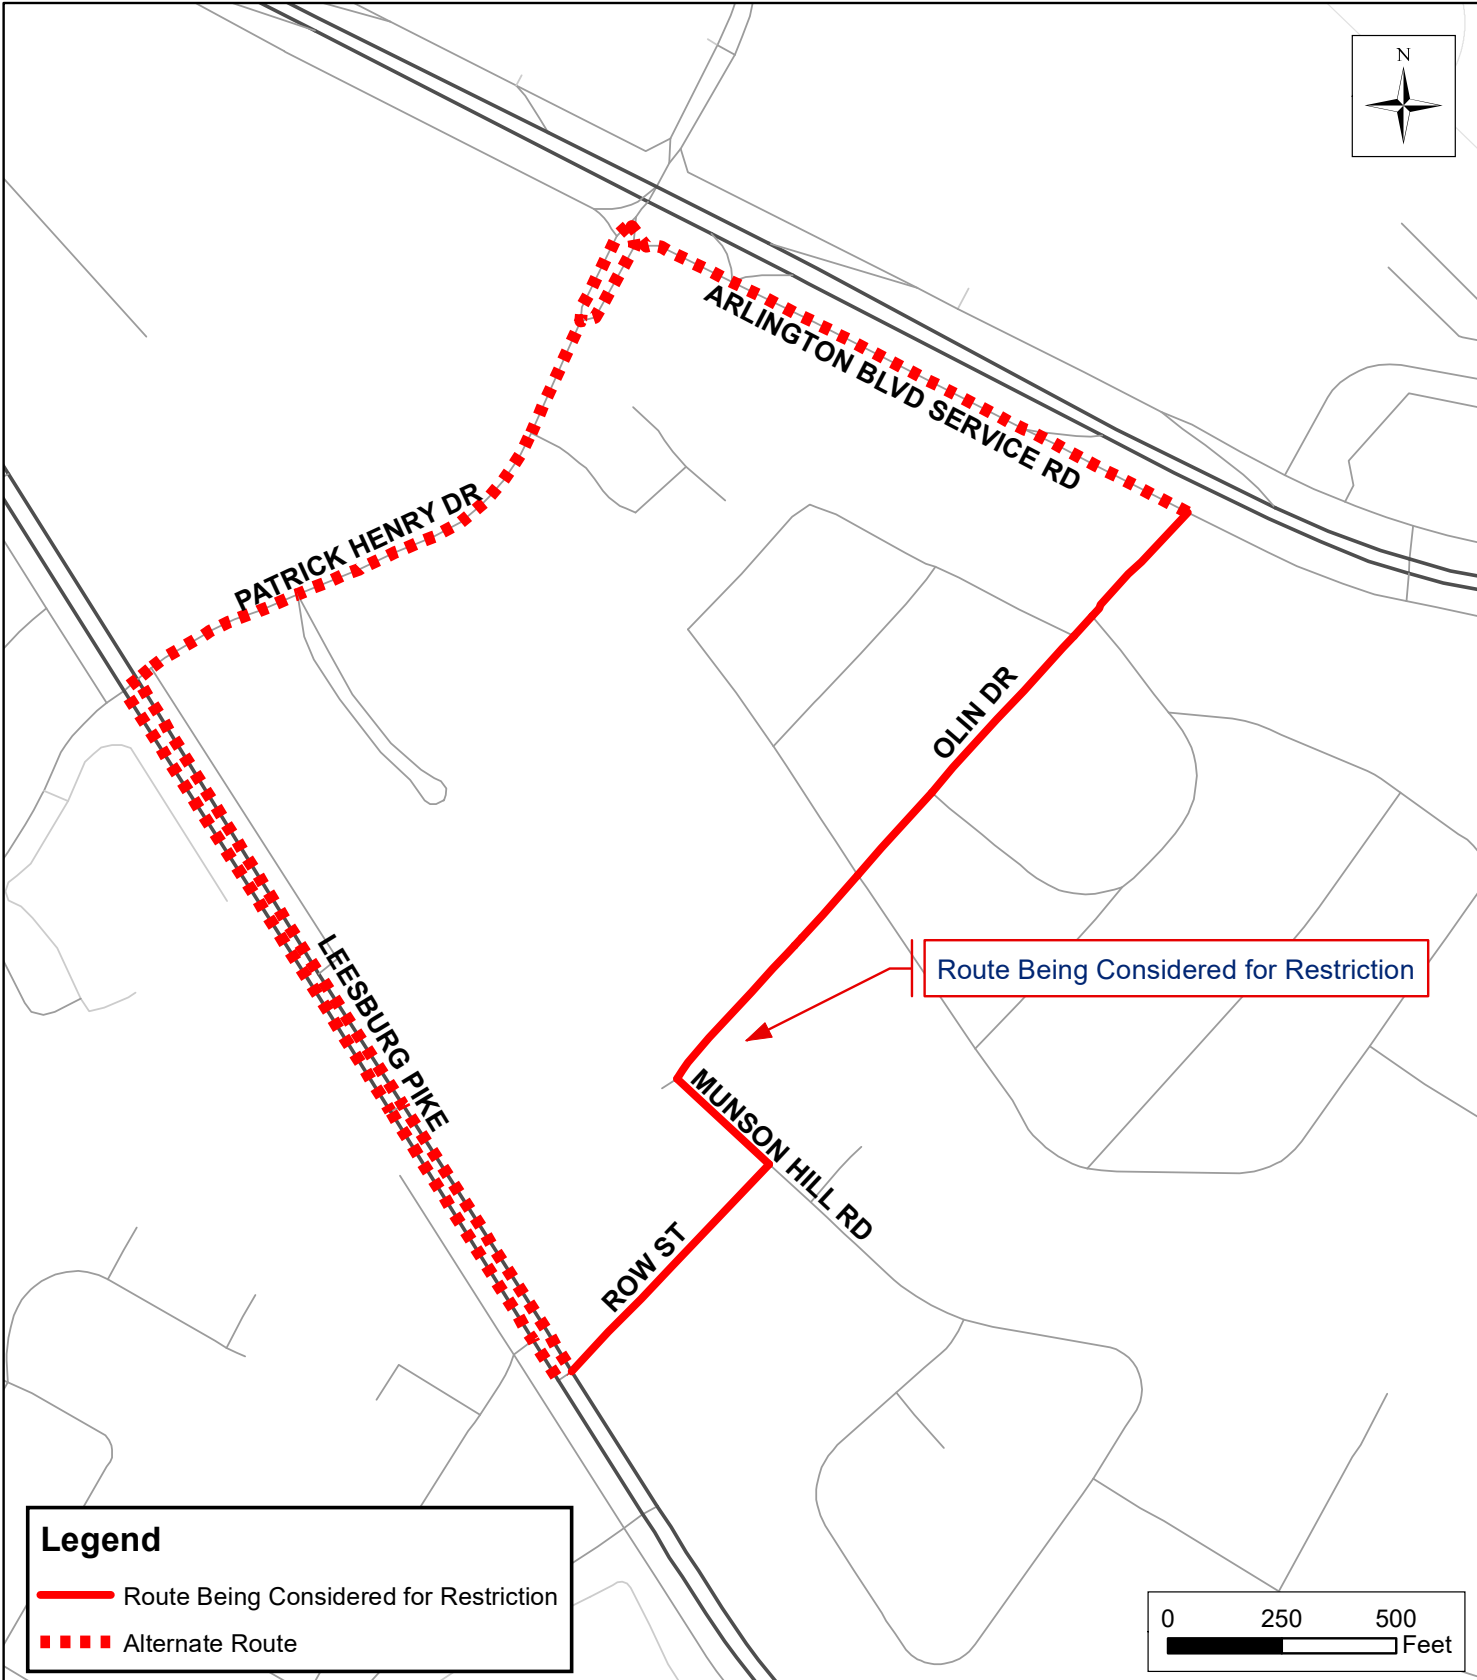 N
ARLINGTON BLVD SERVICE RD
PATRICK HENRY DR
OLIN DR
LEESBURG PIKE
Route Being Considered for Restriction
MUNSON HILL RD
ROW ST
Legend
Route Being Considered for Restriction
Alternate Route
0 250 500
Feet